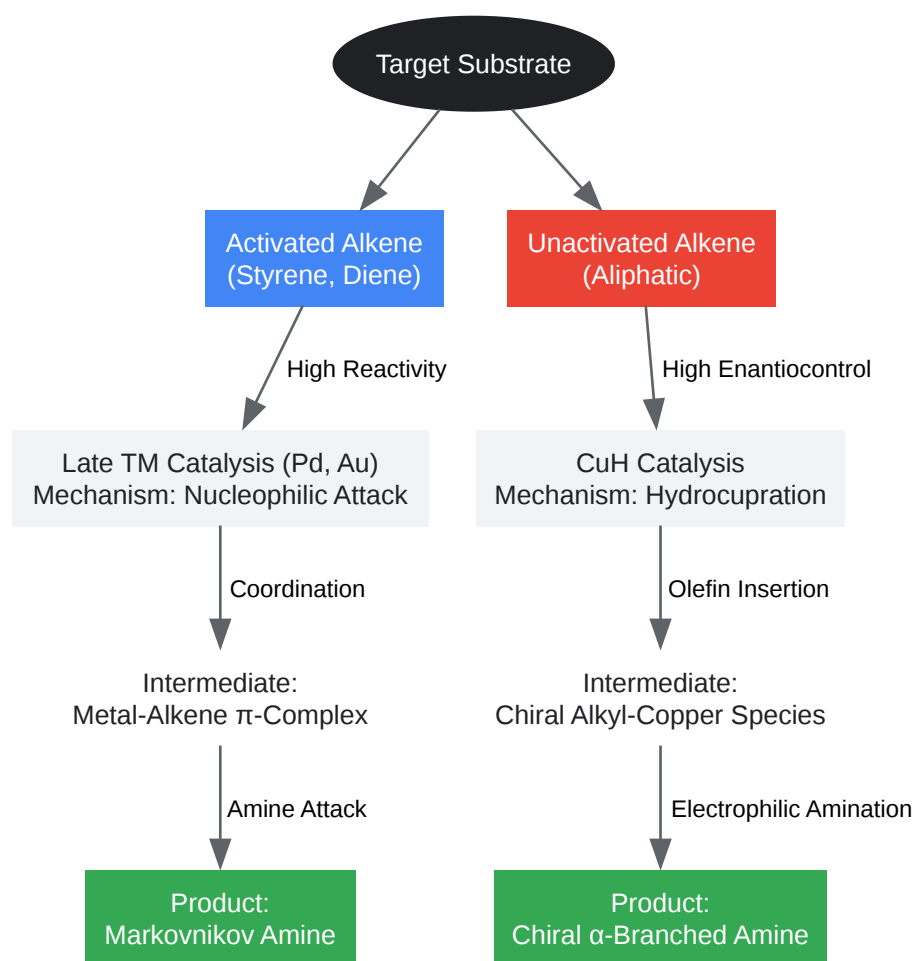 Target Substrate
Activated Alkene
(Styrene, Diene)
Unactivated Alkene
(Aliphatic)
High Reactivity
High Enantiocontrol
Late TM Catalysis (Pd, Au)
Mechanism: Nucleophilic Attack
CuH Catalysis
Mechanism: Hydrocupration
Coordination
Olefin Insertion
Intermediate:
Metal-Alkene π-Complex
Intermediate:
Chiral Alkyl-Copper Species
Amine Attack
Electrophilic Amination
Product:
Markovnikov Amine
Product:
Chiral α-Branched Amine